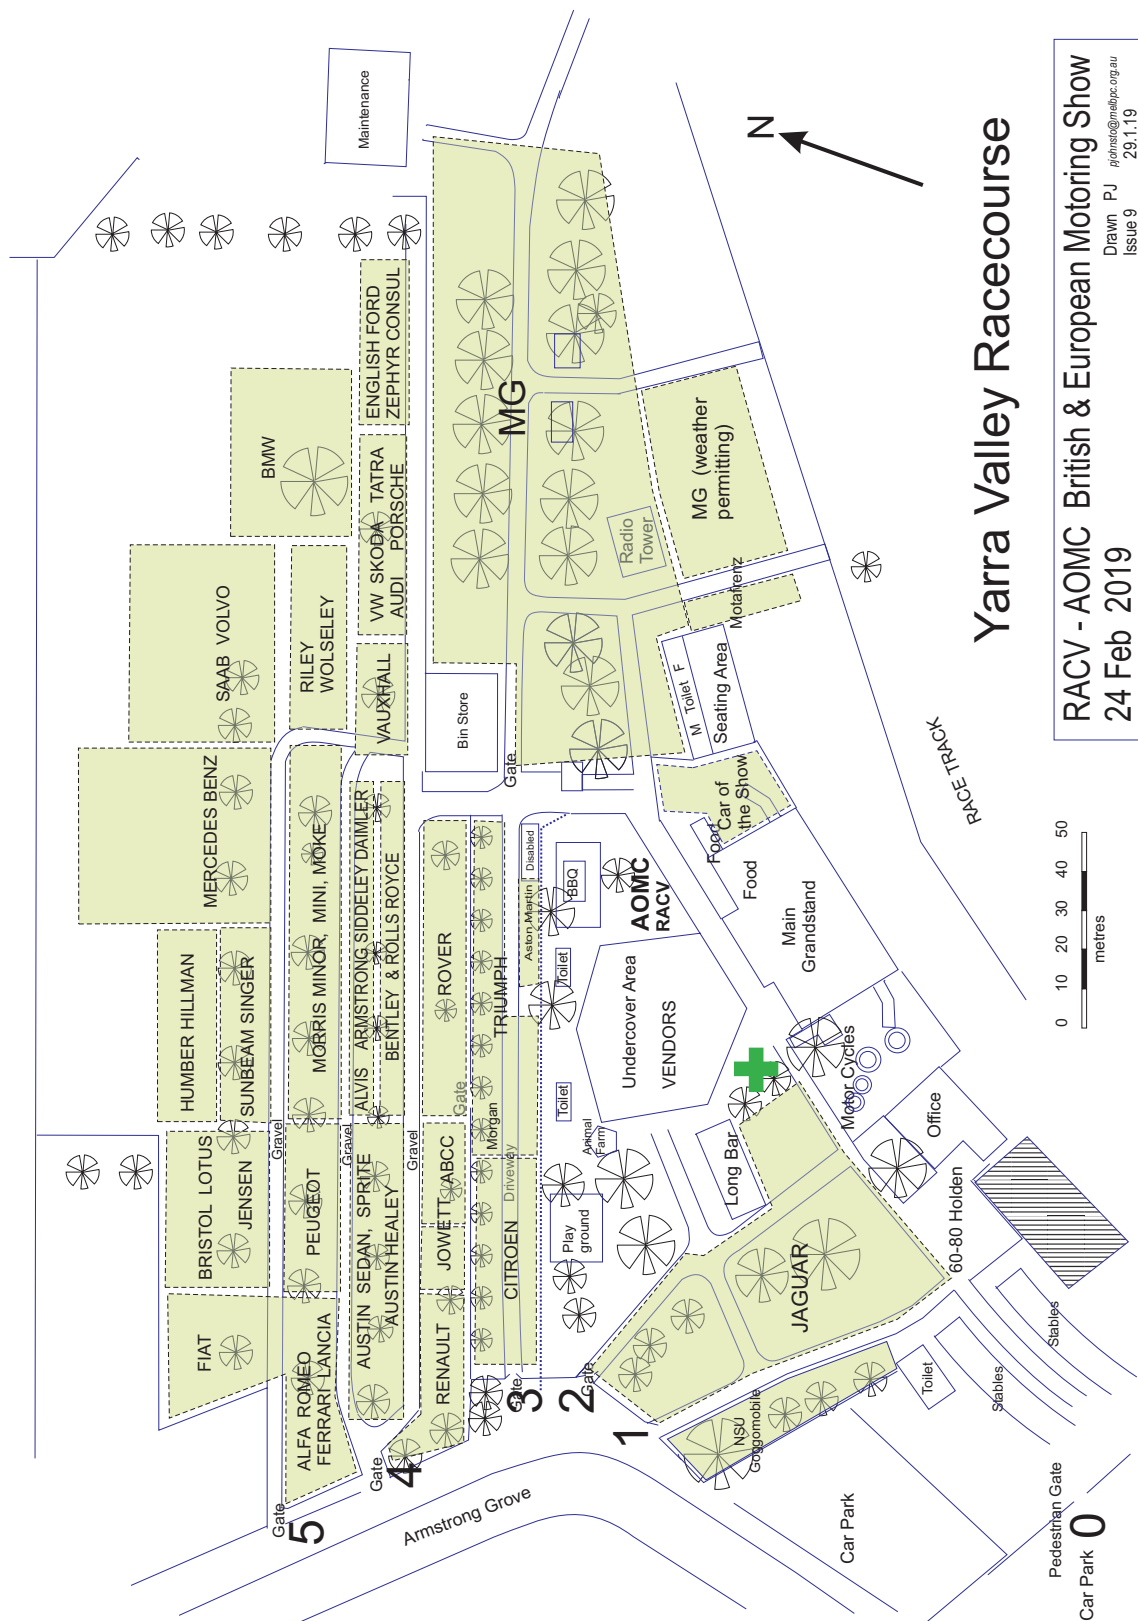 Maintenance
ENGLISH FORD
ZEPHYR CONSUL
BMW
VW SKODA TATRA
AUDI PORSCHE
SAAB VOLVO
RILEY
WOLSELEY
VAUXHALL
MERCEDES BENZ
HUMBER HILLMAN
SUNBEAM SINGER
MORRIS MINOR, MINI, MOKE
ALVIS ARMSTRONG SIDDELEY DAIMLER
BENTLEY & ROLLS ROYCE
BRISTOL LOTUS
JENSEN
PEUGEOT
Gravel
Gravel
Gravel
AUSTIN SEDAN, SPRITE
AUSTIN HEALEY
FIAT
ALFA ROMEO
FERRARI LANCIA
Gate
5
Gate
4
RENAULT
JOWETT
ABCC
ROVER
Gate
TRIUMPH
Morgan
Driveway
CITROEN
Gate
3
Gate
2
1
Bin Store
Gate
MG
MG (weather
permitting)
Radio
Tower
Motafrenz
M Toilet F
Seating Area
Car of
the Show
Food
Food
Main
Grandstand
Disabled
Aston Martin
BBQ
AOMC
RACV
Toilet
Toilet
Undercover Area
VENDORS
Animal
Farm
Play
ground
Long Bar
Motor Cycles
Office
60-80 Holden
JAGUAR
NSU
Goggomobile
Toilet
Stables
Stables
Armstrong Grove
Car Park
Pedestrian Gate
Car Park 0
RACE TRACK
0 10 20 30 40 50
metres
N
Yarra Valley Racecourse
RACV - AOMC British & European Motoring Show
24 Feb 2019
Drawn PJ pjohnsto@melbpc.org.au
Issue 9 29.1.19